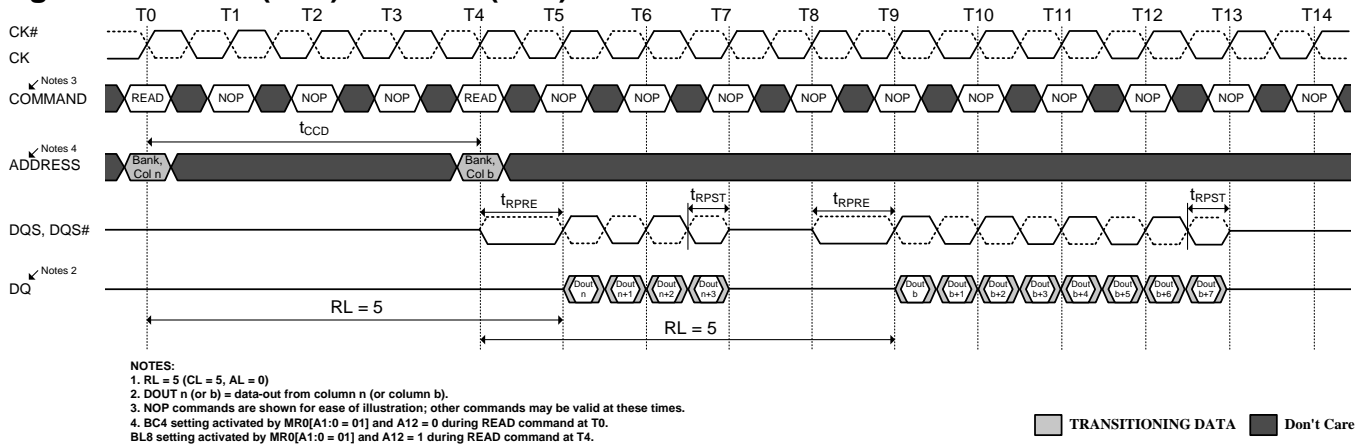 T0 T1 T2 T3 T4 T5 T6 T7 T8 T9 T10 T11 T12 T13 T14
CK#
CK
Notes 3
COMMAND
READ NOP NOP NOP READ NOP NOP NOP NOP NOP NOP NOP NOP NOP NOP
tCCD
Notes 4
ADDRESS
Bank, Col n
Bank, Col b
tRPRE tRPST tRPRE tRPST
DQS, DQS#
Notes 2
DQ
Dout n Dout n+1 Dout n+2 Dout n+3 Dout b Dout b+1 Dout b+2 Dout b+3 Dout b+4 Dout b+5 Dout b+6 Dout b+7
RL = 5
RL = 5
NOTES:
1. RL = 5 (CL = 5, AL = 0)
2. DOUT n (or b) = data-out from column n (or column b).
3. NOP commands are shown for ease of illustration; other commands may be valid at these times.
4. BC4 setting activated by MR0[A1:0 = 01] and A12 = 0 during READ command at T0.
BL8 setting activated by MR0[A1:0 = 01] and A12 = 1 during READ command at T4.
TRANSITIONING DATA Don't Care